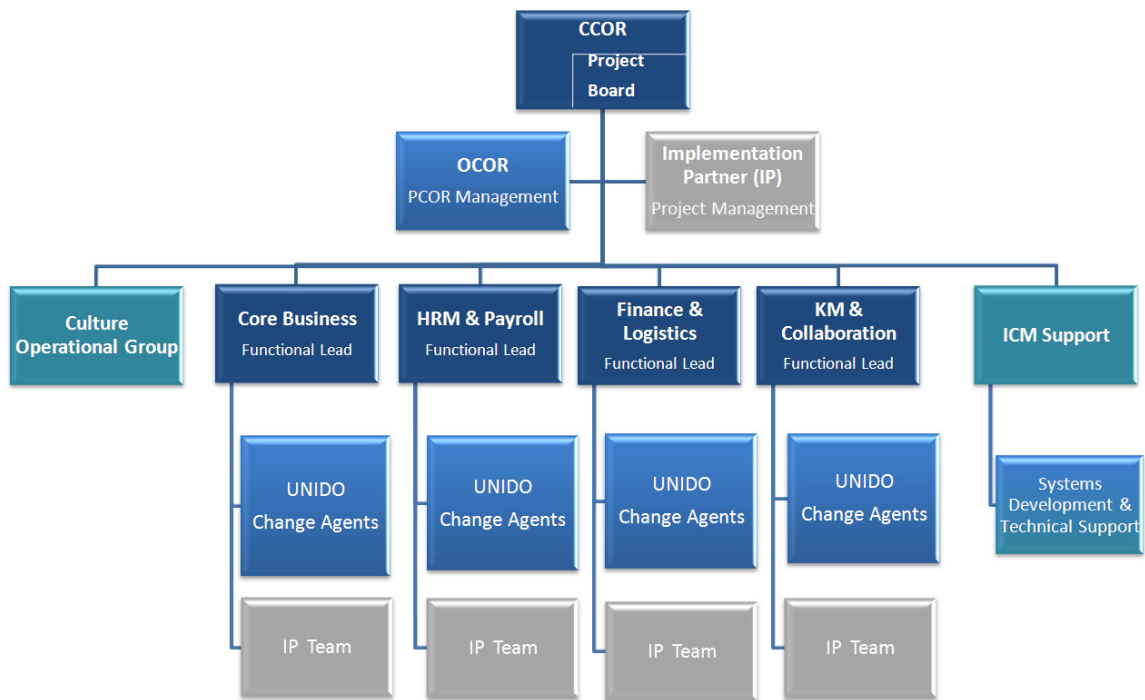 CCOR
Project
Board
OCOR
PCOR Management
Implementation
Partner (IP)
Project Management
Culture
Operational Group
Core Business
Functional Lead
HRM & Payroll
Functional Lead
Finance &
Logistics
Functional Lead
KM &
Collaboration
Functional Lead
ICM Support
UNIDO
Change Agents
UNIDO
Change Agents
UNIDO
Change Agents
UNIDO
Change Agents
Systems
Development &
Technical Support
IP Team
IP Team
IP Team
IP Team